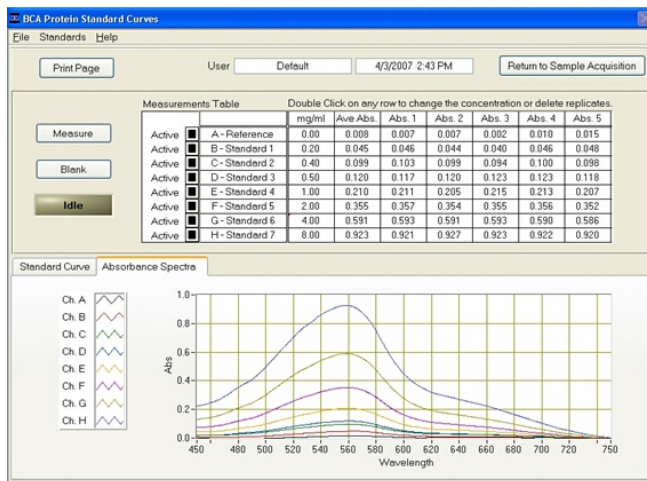 BCA Protein Standard Curves
File Standards Help
Print Page User Default 4/3/2007 2:43 PM Return to Sample Acquisition
Measurements Table Double Click on any row to change the concentration or delete replicates.
mg/ml Ave Abs. Abs. 1 Abs. 2 Abs. 3 Abs. 4 Abs. 5
Active A - Reference 0.00 0.008 0.007 0.007 0.002 0.010 0.015
Measure
Active B - Standard 1 0.20 0.045 0.046 0.044 0.040 0.046 0.048
Active C - Standard 2 0.40 0.099 0.103 0.099 0.094 0.100 0.098
Blank
Active D - Standard 3 0.50 0.120 0.117 0.120 0.123 0.123 0.118
Active E - Standard 4 1.00 0.210 0.211 0.205 0.215 0.213 0.207
Idle
Active F - Standard 5 2.00 0.355 0.357 0.354 0.355 0.356 0.352
Active G - Standard 6 4.00 0.591 0.593 0.591 0.593 0.590 0.586
Active H - Standard 7 8.00 0.923 0.921 0.927 0.923 0.922 0.920
Standard Curve Absorbance Spectra
Ch. A
Ch. B
Ch. C
Ch. D
Ch. E
Ch. F
Ch. G
Ch. H
Abs
1.0
0.8
0.6
0.4
0.2
0.0
450 480 500 520 540 560 580 600 620 640 660 680 700 720 750
Wavelength